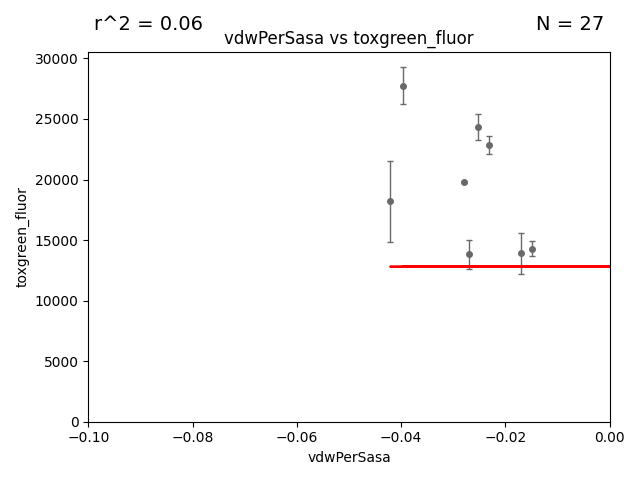 r^2 = 0.06
N = 27
vdwPerSasa vs toxgreen_fluor
30000
25000
20000
15000
10000
5000
0
toxgreen_fluor
−0.10
−0.08
−0.06
−0.04
−0.02
0.00
vdwPerSasa